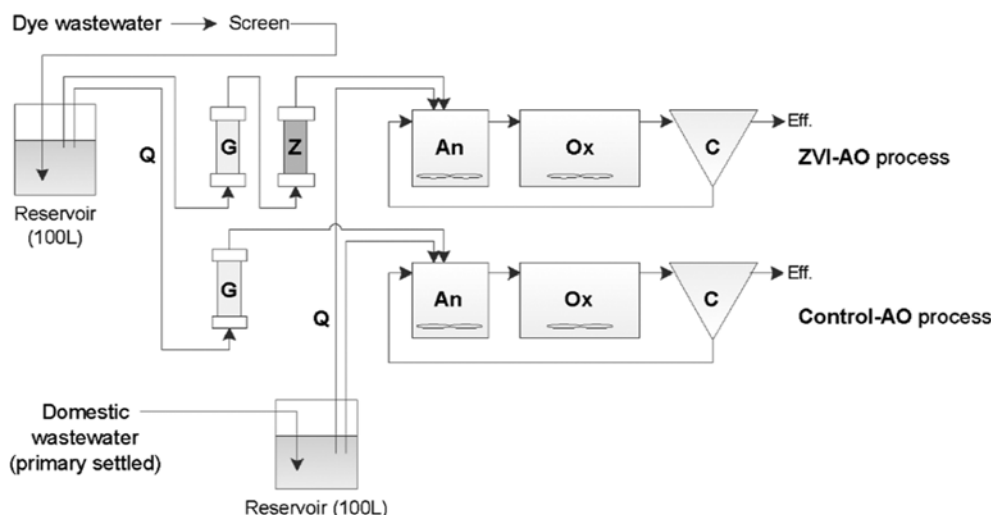 Dye wastewater
Screen
Q
G
Z
An
Ox
C
Eff.
ZVI-AO process
Reservoir
(100L)
G
Q
An
Ox
C
Eff.
Control-AO process
Domestic
wastewater
(primary settled)
Reservoir (100L)